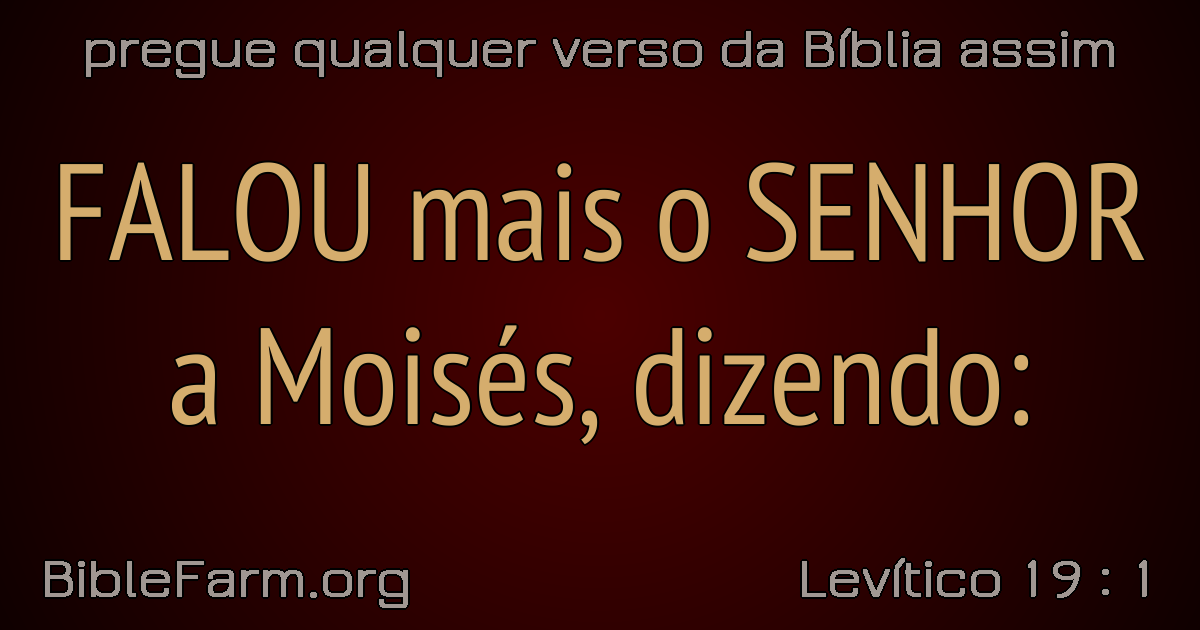 pregue qualquer verso da Bíblia assim
FALOU mais o SENHOR
a Moisés, dizendo:
BibleFarm.org
Levítico 19 : 1